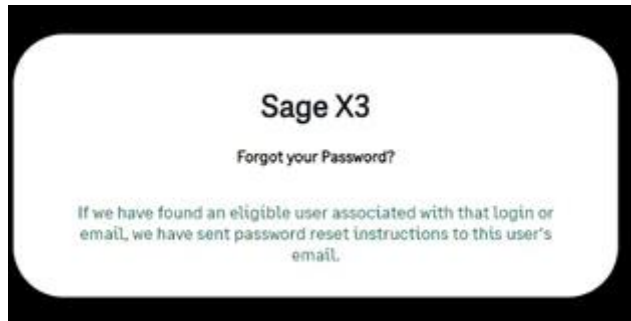 Sage X3
Forgot your Password?
If we have found an eligible user associated with that login or
email, we have sent password reset instructions to this user's
email.